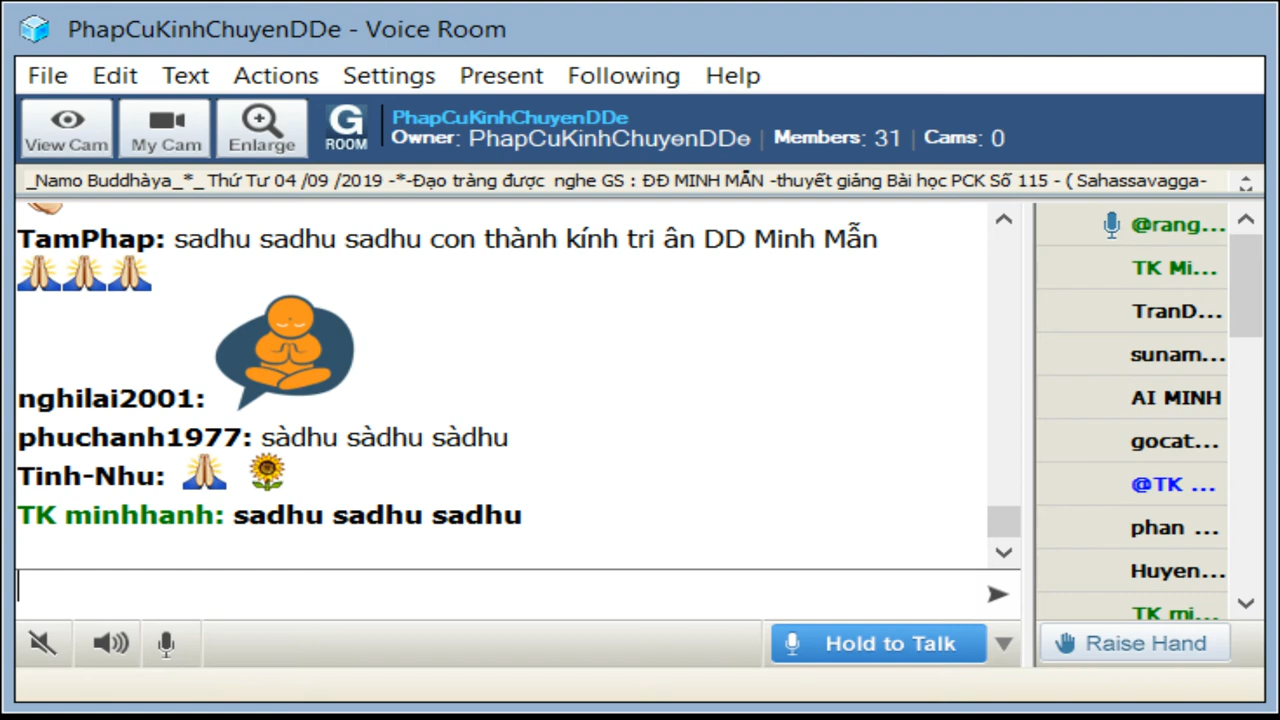 PhapCuKinhChuyenDDe - Voice Room
File Edit Text Actions Settings Present Following Help
View Cam My Cam Enlarge G ROOM
PhapCuKinhChuyenDDe
Owner: PhapCuKinhChuyenDDe | Members: 31 | Cams: 0
_Namo Buddhàya_*_ Thứ Tư 04 /09 /2019 -*-Đạo tràng được nghe GS : ĐĐ MINH MẪN -thuyết giảng Bài học PCK Số 115 - ( Sahassavagga-
TamPhap: sadhu sadhu sadhu con thành kính tri ân DD Minh Mẫn
🙏🙏🙏
nghilai2001:
phuchanh1977: sàdhu sàdhu sàdhu
Tinh-Nhu: 🙏 🌻
TK minhhanh: sadhu sadhu sadhu
@rang...
TK Mi...
TranD...
sunam...
AI MINH
gocat...
@TK ...
phan ...
Huyen...
TK mi...
Hold to Talk
Raise Hand